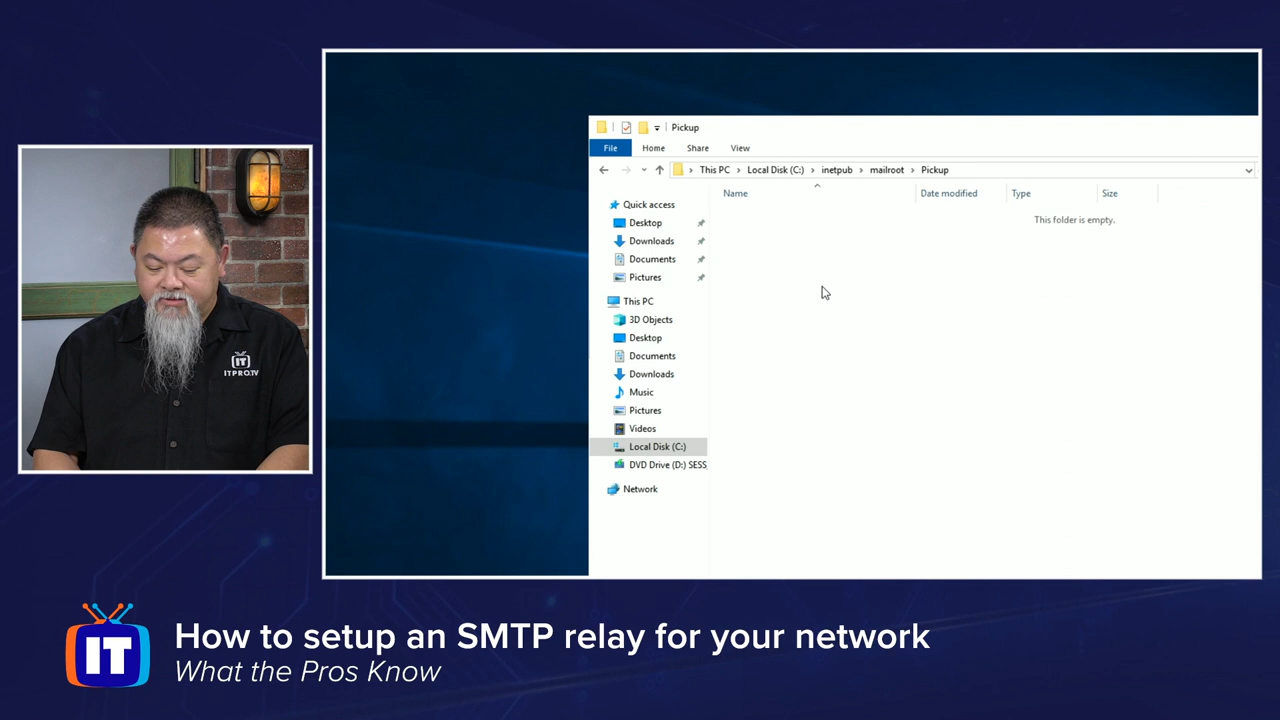 IT
ITPRO.TV
Pickup
File Home Share View
This PC Local Disk (C:) inetpub mailroot Pickup
Name Date modified Type Size
This folder is empty.
Quick access
Desktop
Downloads
Documents
Pictures
This PC
3D Objects
Desktop
Documents
Downloads
Music
Pictures
Videos
Local Disk (C:)
DVD Drive (D:) SESS
Network
IT
How to setup an SMTP relay for your network
What the Pros Know